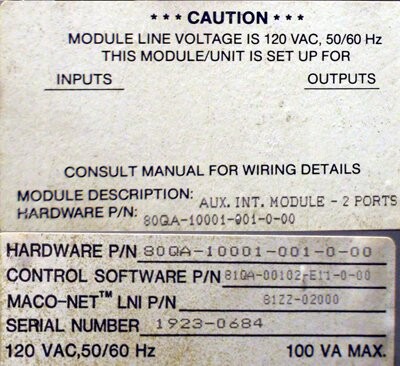 *** CAUTION ***
MODULE LINE VOLTAGE IS 120 VAC, 50/60 Hz
THIS MODULE/UNIT IS SET UP FOR
INPUTS OUTPUTS
CONSULT MANUAL FOR WIRING DETAILS
MODULE DESCRIPTION: AUX. INT. MODULE - 2 PORTS
HARDWARE P/N: 80QA-10001-001-0-00
HARDWARE P/N 80QA-10001-001-0-00
CONTROL SOFTWARE P/N 81QA-00102-E11-0-00
MACO-NET™ LNI P/N 81ZZ-02000
SERIAL NUMBER 1923-0684
120 VAC,50/60 Hz 100 VA MAX.